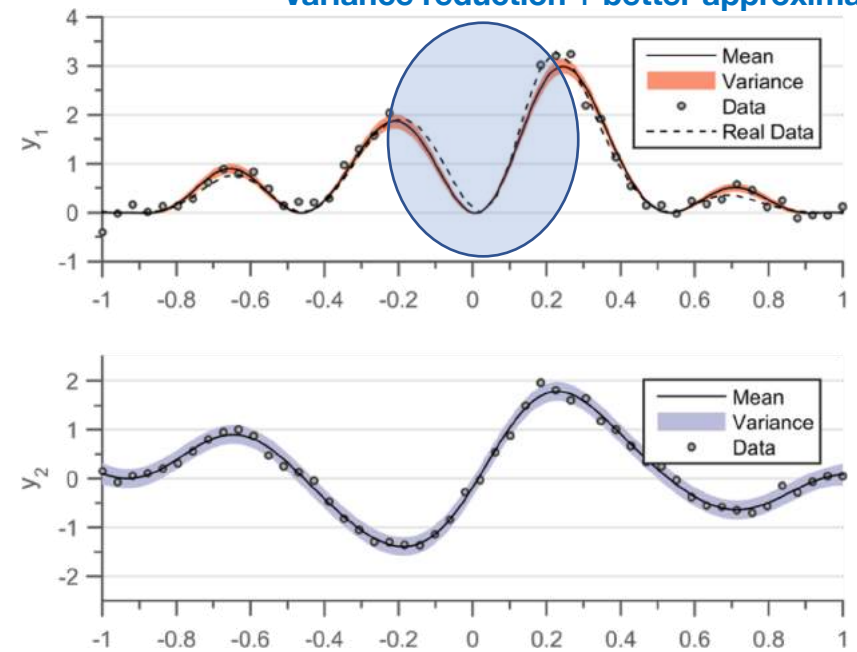 variance reduction + better approxima
4
3
2
1
0
-1
y1
Mean
Variance
Data
Real Data
-1 -0.8 -0.6 -0.4 -0.2 0 0.2 0.4 0.6 0.8 1
2
1
0
-1
-2
y2
Mean
Variance
Data
-1 -0.8 -0.6 -0.4 -0.2 0 0.2 0.4 0.6 0.8 1